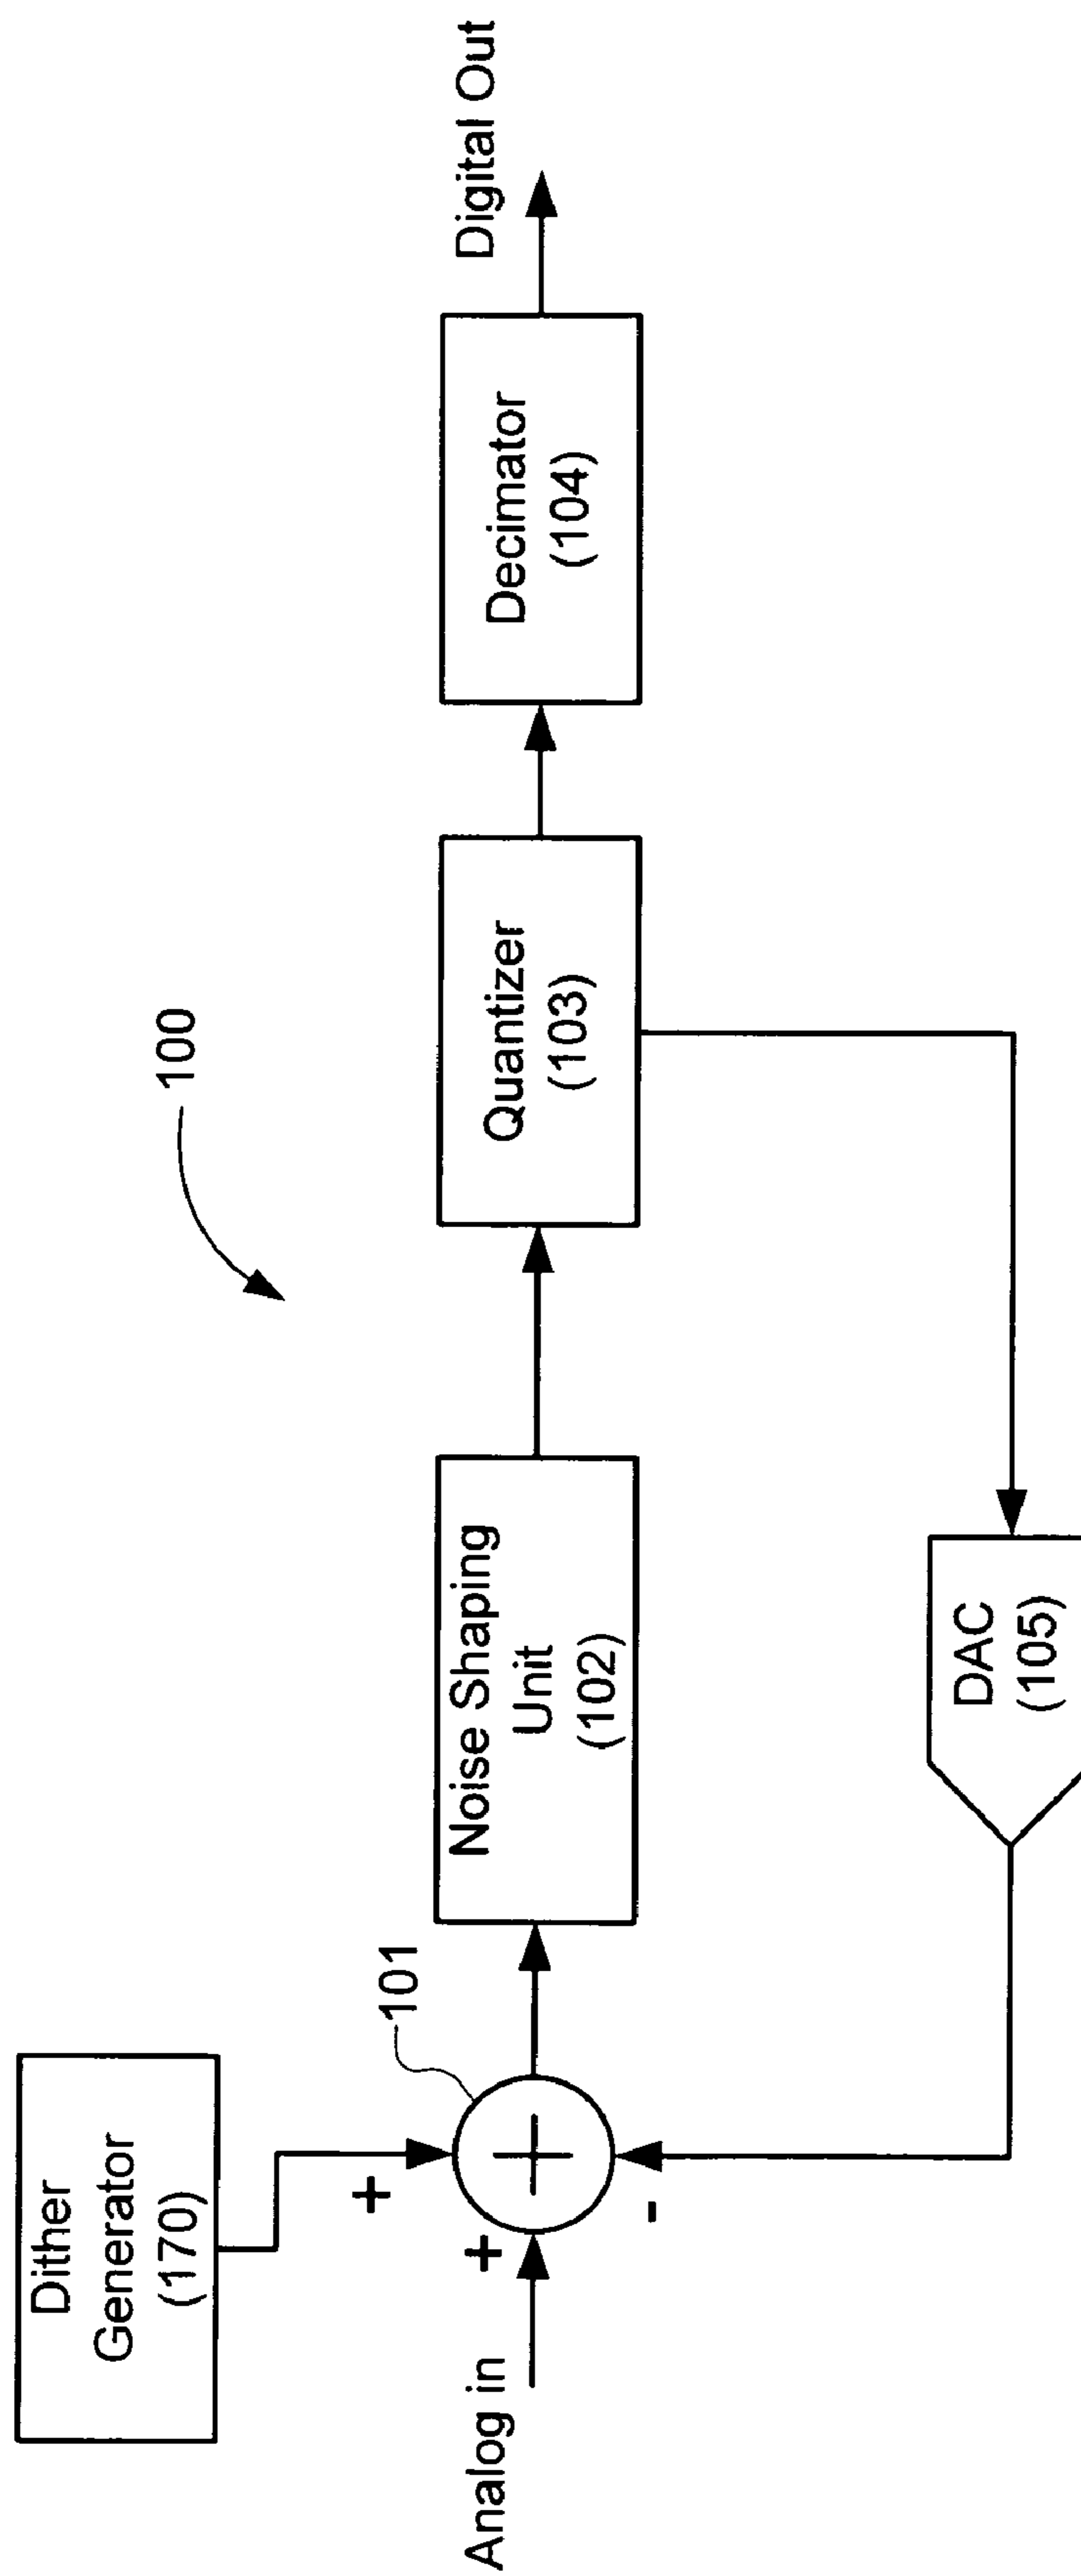 100
Dither
Generator
(170)
101
+
Analog in
+
-
Noise Shaping
Unit
(102)
Quantizer
(103)
Decimator
(104)
Digital Out
DAC
(105)